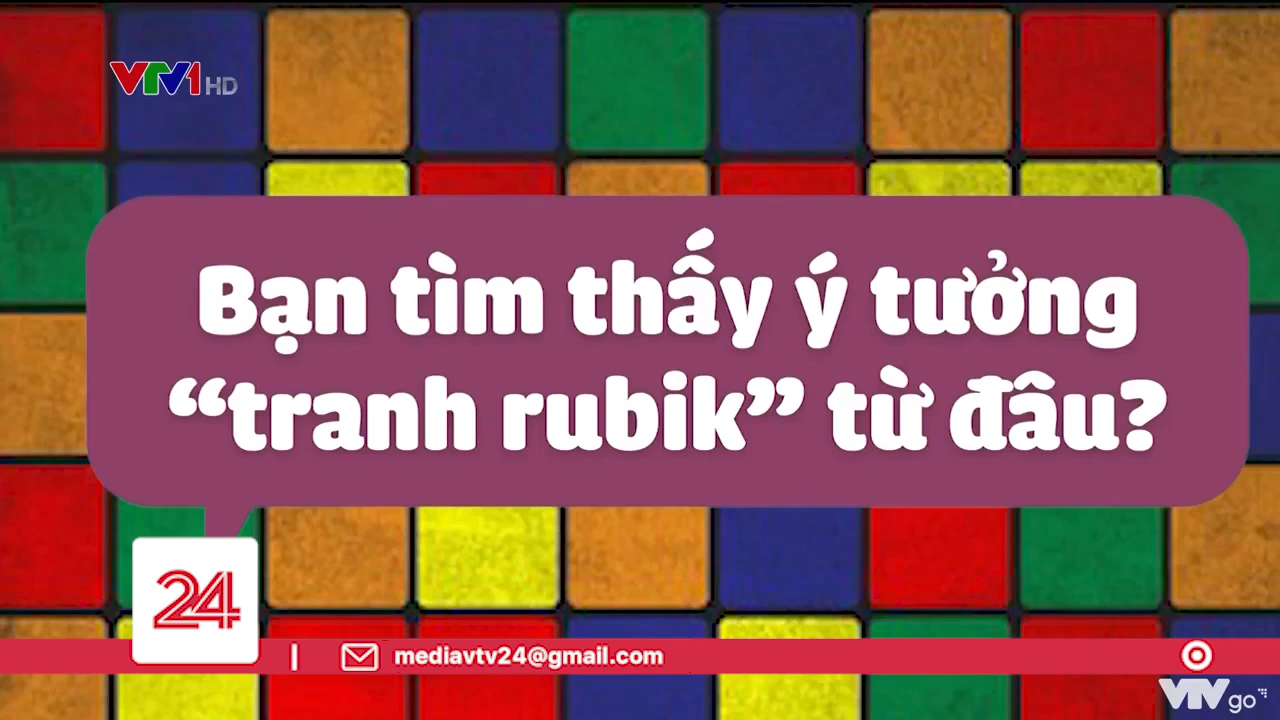 VTV1 HD
Bạn tìm thấy ý tưởng
“tranh rubik” từ đâu?
24
mediavtv24@gmail.com
VTV go